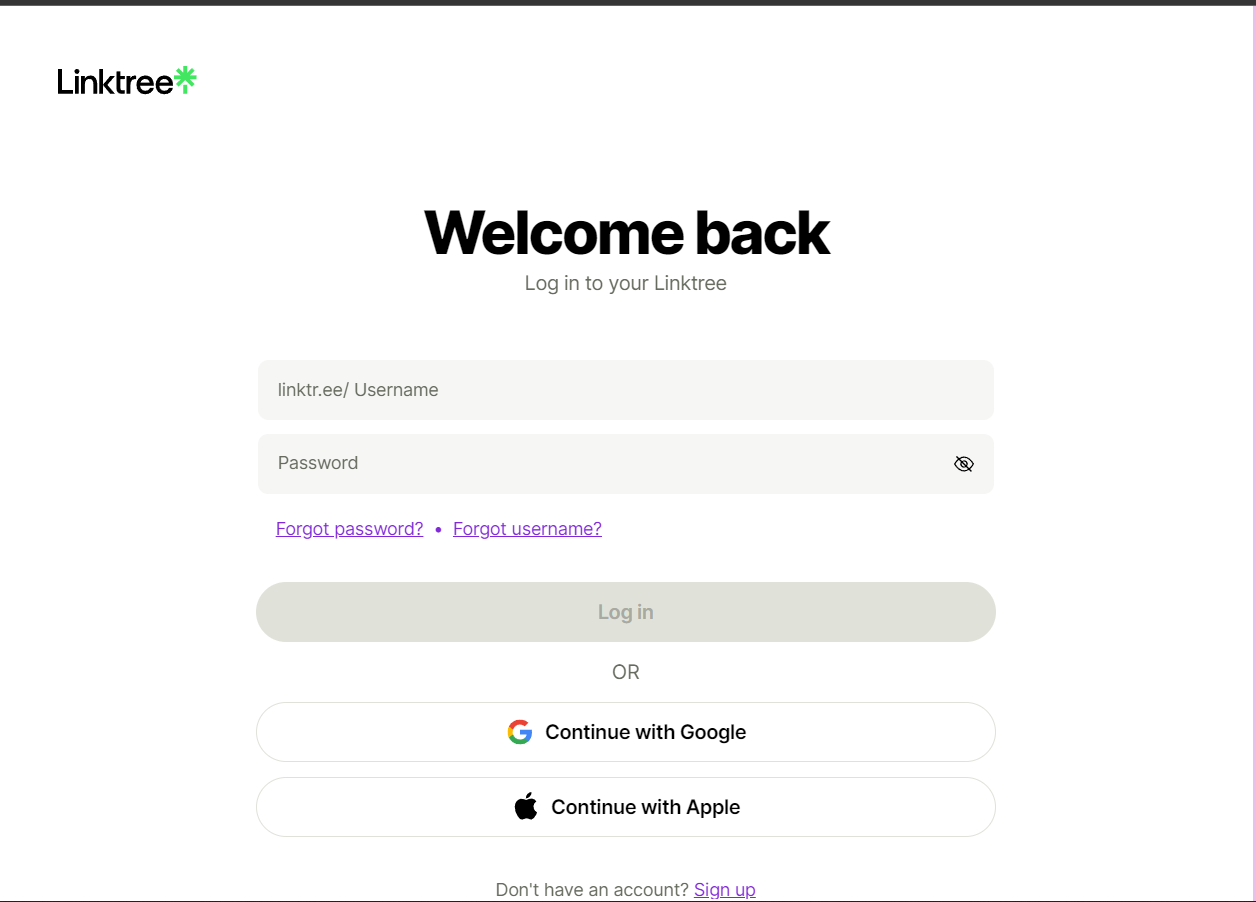 Linktree
Welcome back
Log in to your Linktree
linktr.ee/ Username
Password
Forgot password? • Forgot username?
Log in
OR
Continue with Google
Continue with Apple
Don't have an account? Sign up